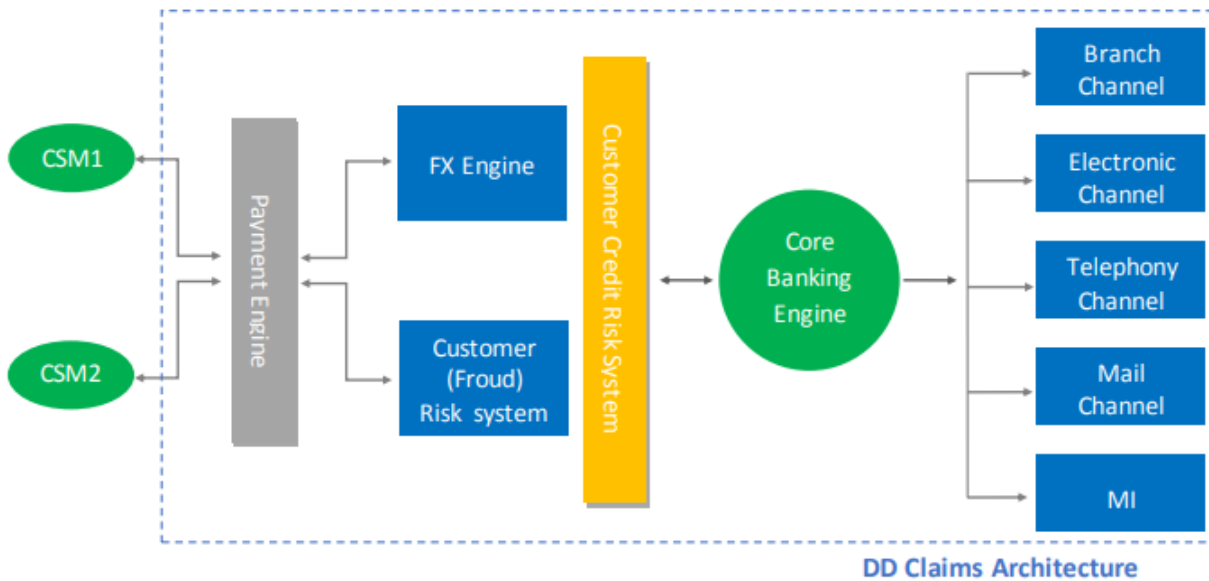 CSM1
CSM2
Payment Engine
FX Engine
Customer
(Froud)
Risk system
Customer Credit Risk System
Core
Banking
Engine
Branch
Channel
Electronic
Channel
Telephony
Channel
Mail
Channel
MI
DD Claims Architecture